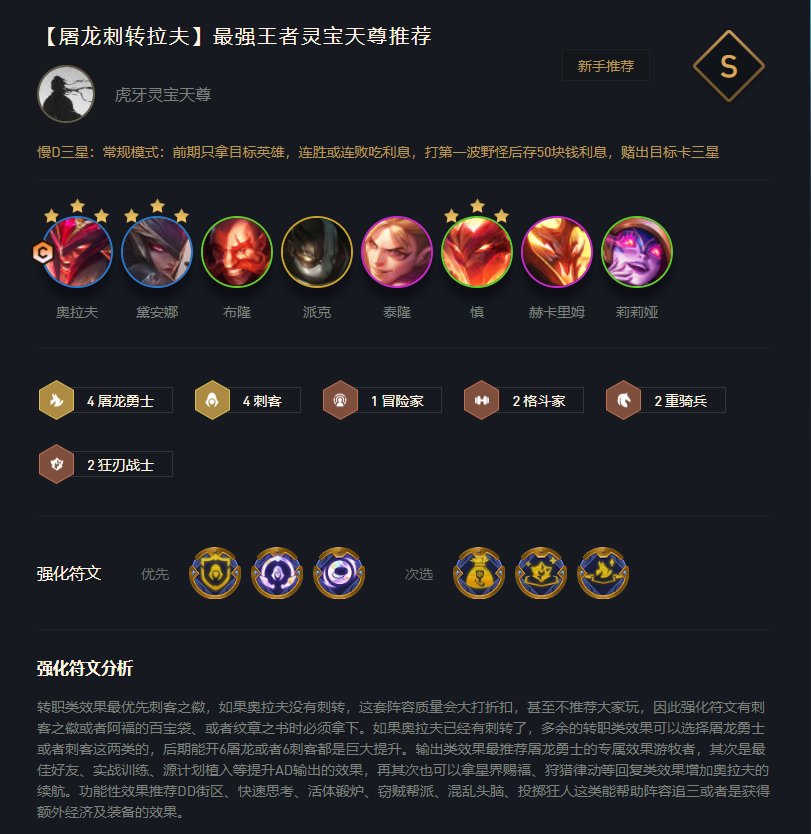 【屠龙刺转拉夫】最强王者灵宝天尊推荐
新手推荐
S
虎牙灵宝天尊
慢D三星：常规模式：前期只拿目标英雄，连胜或连败吃利息，打第一波野怪后存50块钱利息，赌出目标卡三星
C
奥拉夫 黛安娜 布隆 派克 泰隆 慎 赫卡里姆 莉莉娅
4 屠龙勇士 4 刺客 1 冒险家 2 格斗家 2 重骑兵
2 狂刃战士
强化符文 优先 次选
强化符文分析
转职类效果最优先刺客之徽，如果奥拉夫没有刺转，这套阵容质量会大打折扣，甚至不推荐大家玩，因此强化符文有刺
客之徽或者阿福的百宝袋、或者纹章之书时必须拿下。如果奥拉夫已经有刺转了，多余的转职类效果可以选择屠龙勇士
或者刺客这两类的，后期能开6屠龙或者6刺客都是巨大提升。输出类效果最推荐屠龙勇士的专属效果游牧者，其次是最
佳好友、实战训练、源计划植入等提升AD输出的效果，再其次也可以拿星界赐福、狩猎律动等回复类效果增加奥拉夫的
续航。功能性效果推荐DD街区、快速思考、活体锻炉、窃贼帮派、混乱头脑、投掷狂人这类能帮助阵容追三或者是获得
额外经济及装备的效果。